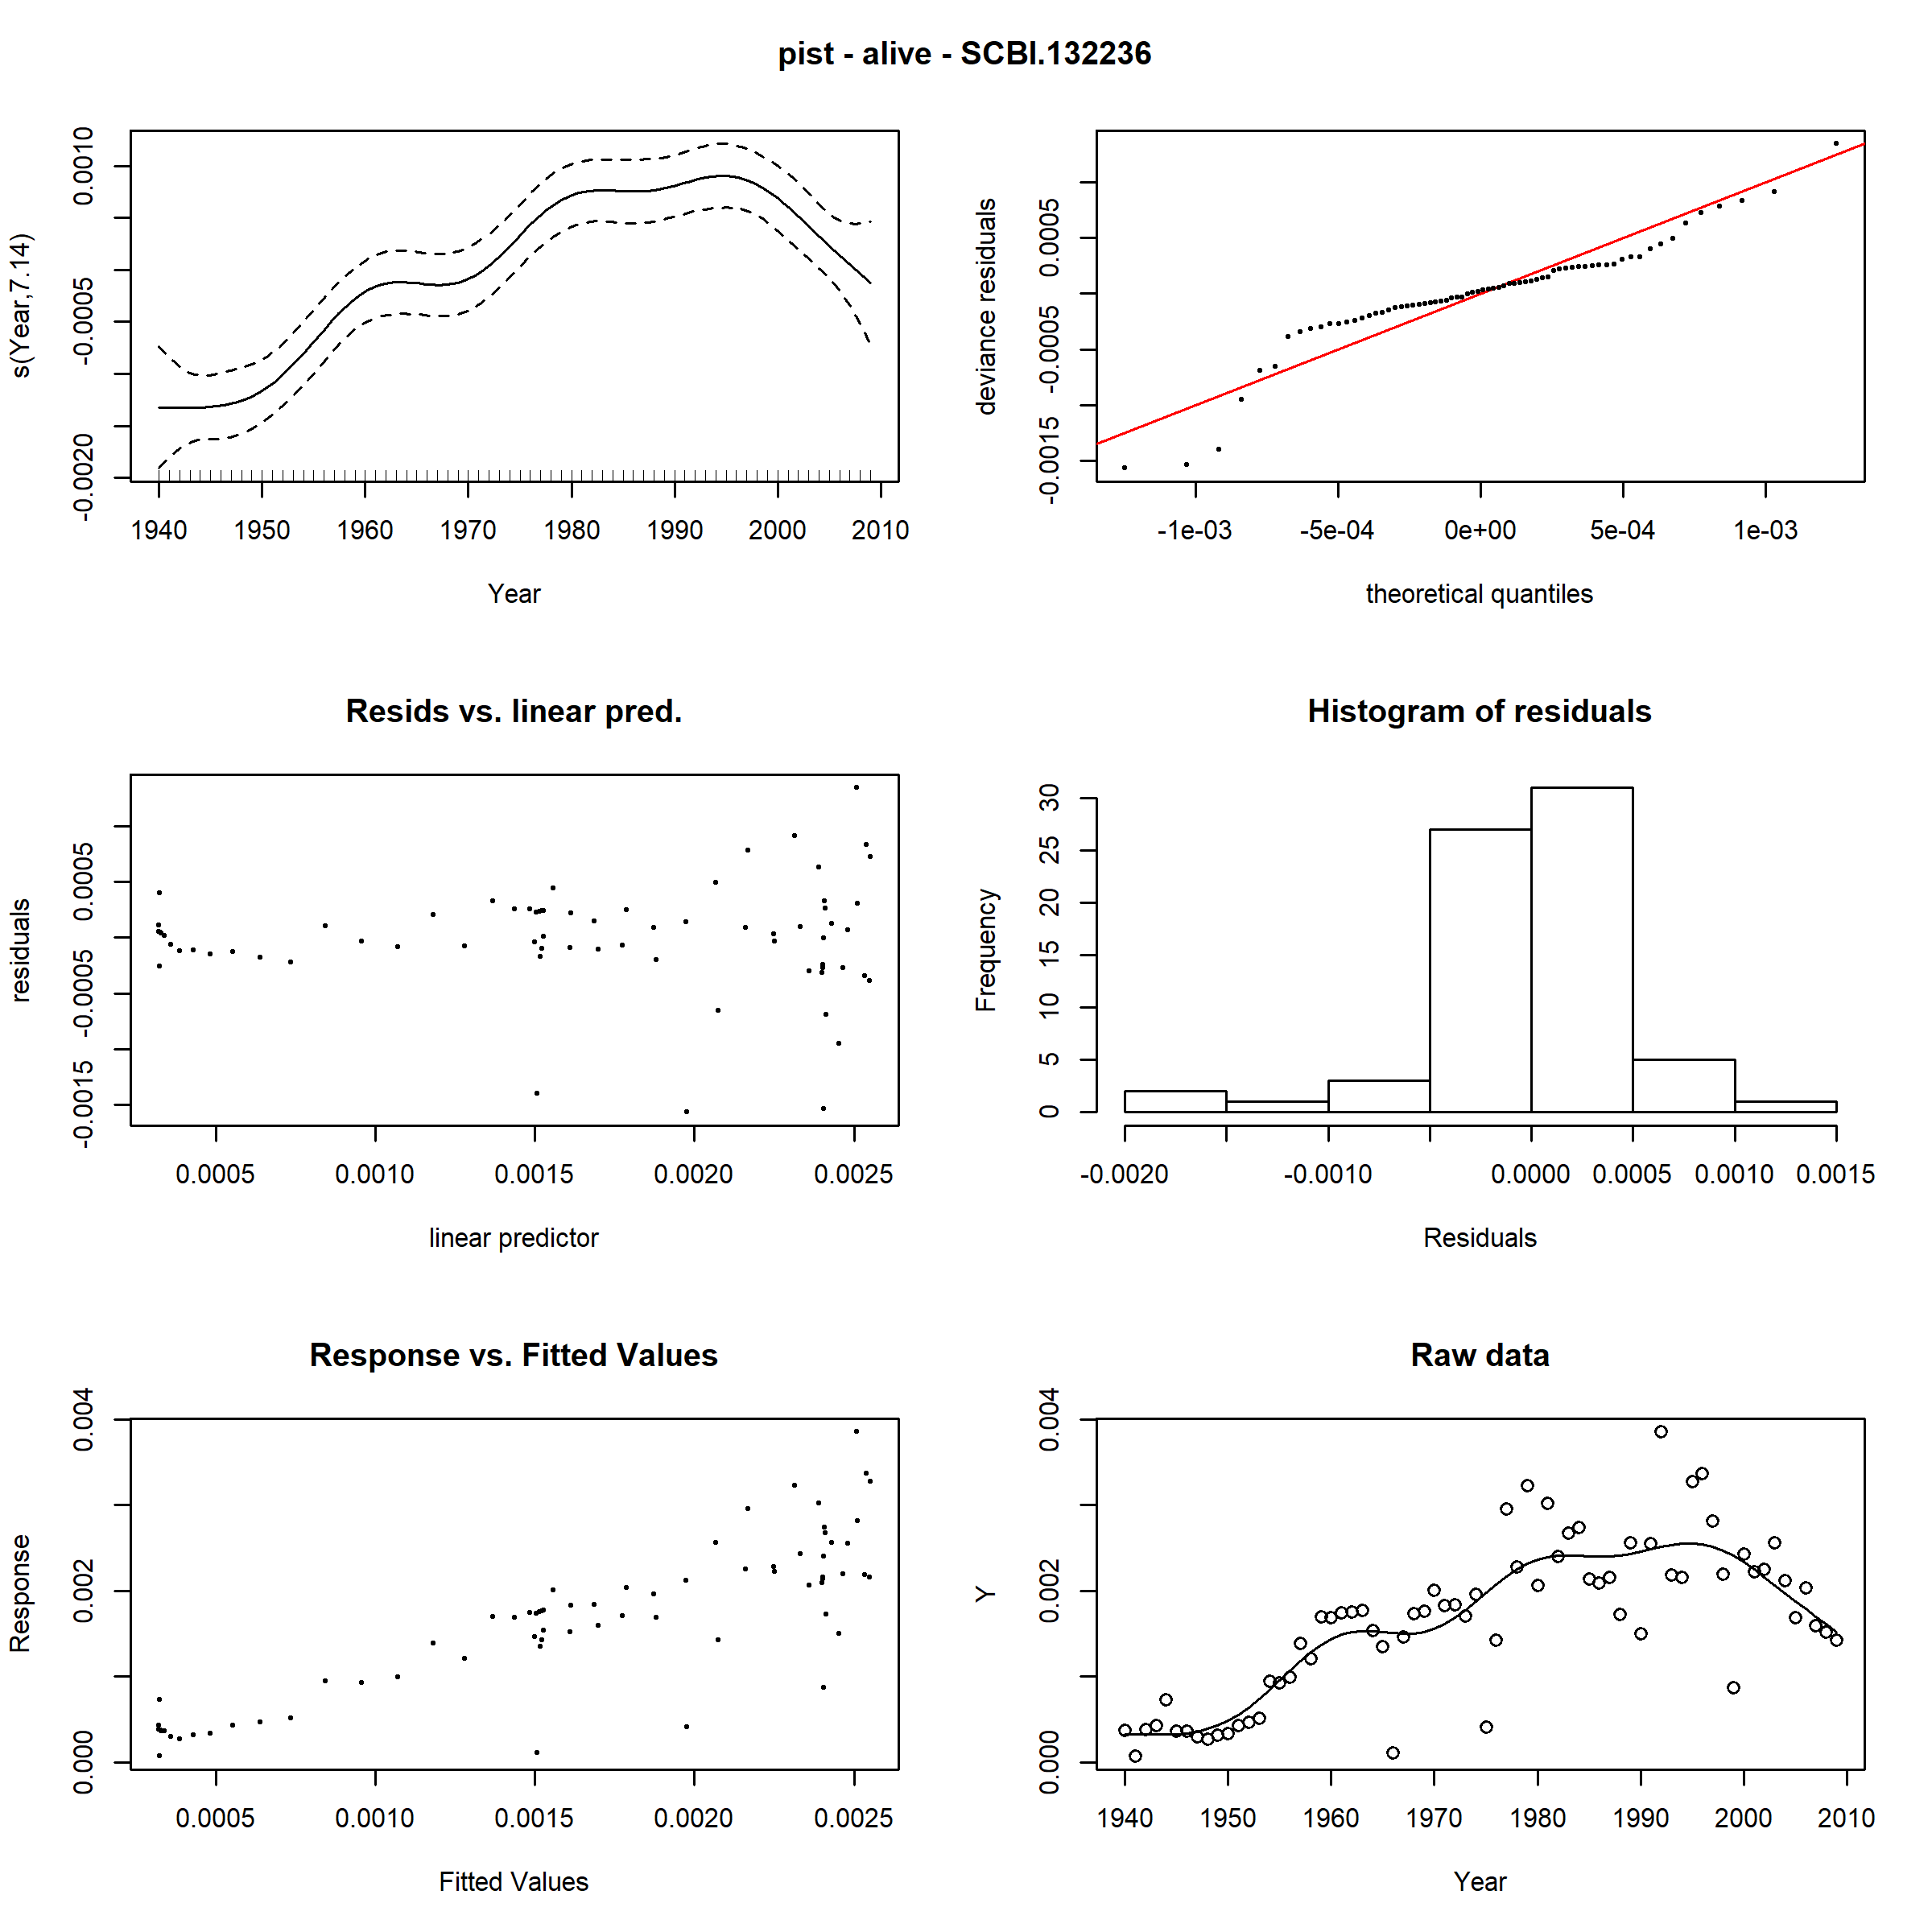 pist - alive - SCBI.132236
s(Year,7.14)
0.0010
-0.0005
-0.0020
1940 1950 1960 1970 1980 1990 2000 2010
Year
deviance residuals
0.0005
-0.0005
-0.0015
-1e-03 -5e-04 0e+00 5e-04 1e-03
theoretical quantiles
Resids vs. linear pred.
residuals
0.0005
-0.0005
-0.0015
0.0005 0.0010 0.0015 0.0020 0.0025
linear predictor
Histogram of residuals
Frequency
30
25
20
15
10
5
0
-0.0020 -0.0010 0.0000 0.0005 0.0010 0.0015
Residuals
Response vs. Fitted Values
Response
0.004
0.002
0.000
0.0005 0.0010 0.0015 0.0020 0.0025
Fitted Values
Raw data
Y
0.004
0.002
0.000
1940 1950 1960 1970 1980 1990 2000 2010
Year